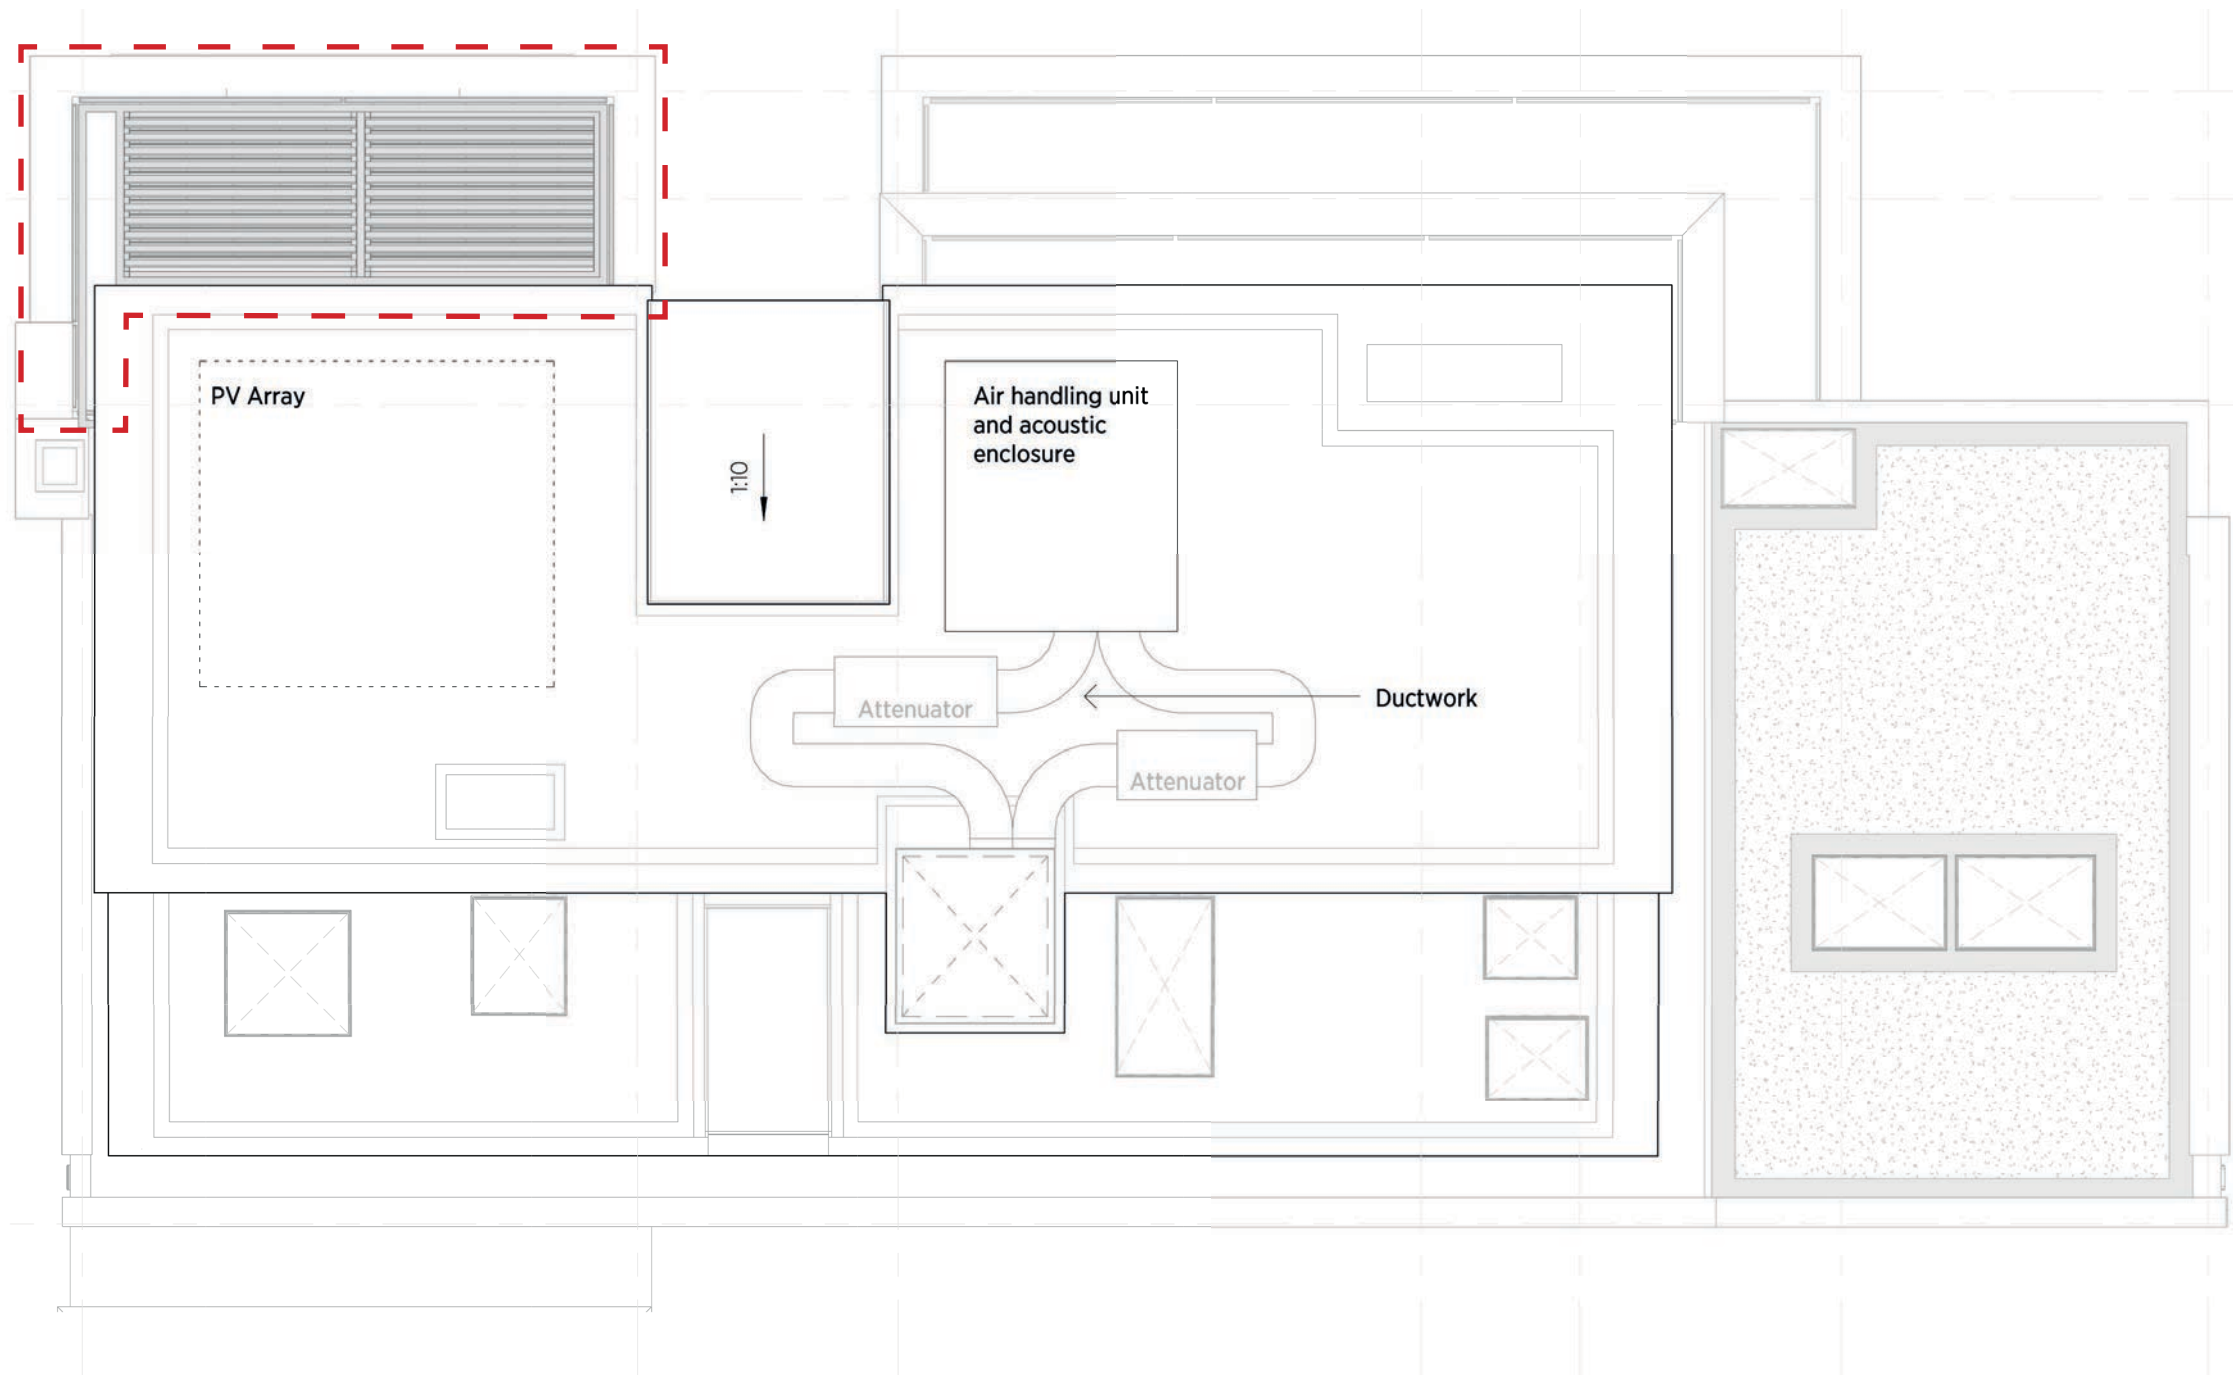 PV Array
Air handling unit
and acoustic
enclosure
1:10
Attenuator
Ductwork
Attenuator